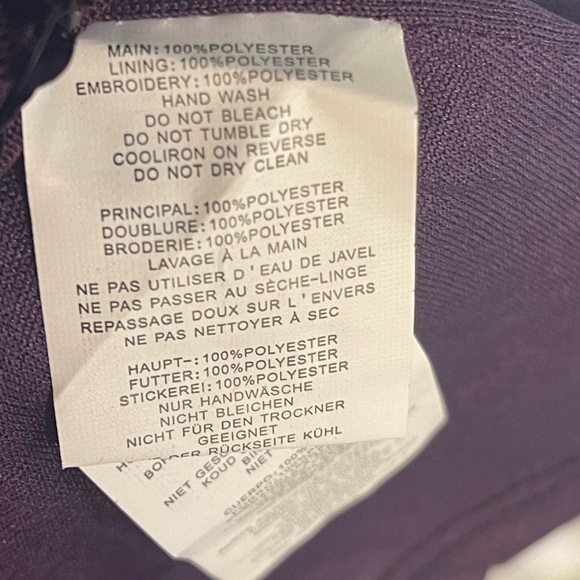 MAIN: 100%POLYESTER
LINING: 100%POLYESTER
EMBROIDERY: 100%POLYESTER
HAND WASH
DO NOT BLEACH
DO NOT TUMBLE DRY
COOLIRON ON REVERSE
DO NOT DRY CLEAN
PRINCIPAL: 100%POLYESTER
DOUBLURE: 100%POLYESTER
BRODERIE: 100%POLYESTER
LAVAGE À LA MAIN
NE PAS UTILISER D'EAU DE JAVEL
NE PAS PASSER AU SÈCHE-LINGE
REPASSAGE DOUX SUR L'ENVERS
NE PAS NETTOYER À SEC
HAUPT-: 100%POLYESTER
FUTTER: 100%POLYESTER
STICKEREI: 100%POLYESTER
NUR HANDWÄSCHE
NICHT BLEICHEN
NICHT FÜR DEN TROCKNER
GEEIGNET
RÜCKSEITE KÜHL
NIET
KOUD
NIET